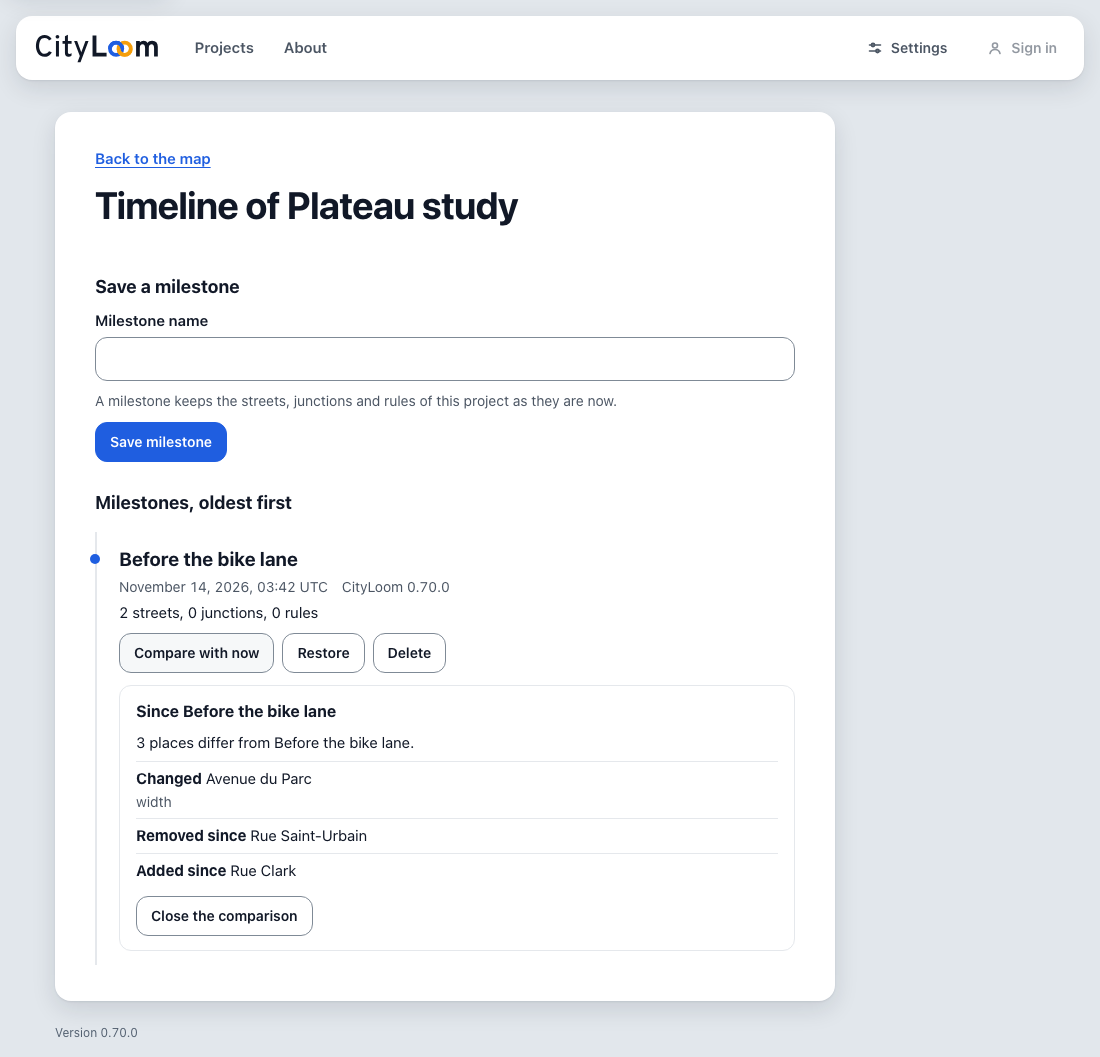 CityLoom
Projects
About
Settings
Sign in
Back to the map
Timeline of Plateau study
Save a milestone
Milestone name
A milestone keeps the streets, junctions and rules of this project as they are now.
Save milestone
Milestones, oldest first
Before the bike lane
November 14, 2026, 03:42 UTC CityLoom 0.70.0
2 streets, 0 junctions, 0 rules
Compare with now
Restore
Delete
Since Before the bike lane
3 places differ from Before the bike lane.
Changed Avenue du Parc
width
Removed since Rue Saint-Urbain
Added since Rue Clark
Close the comparison
Version 0.70.0